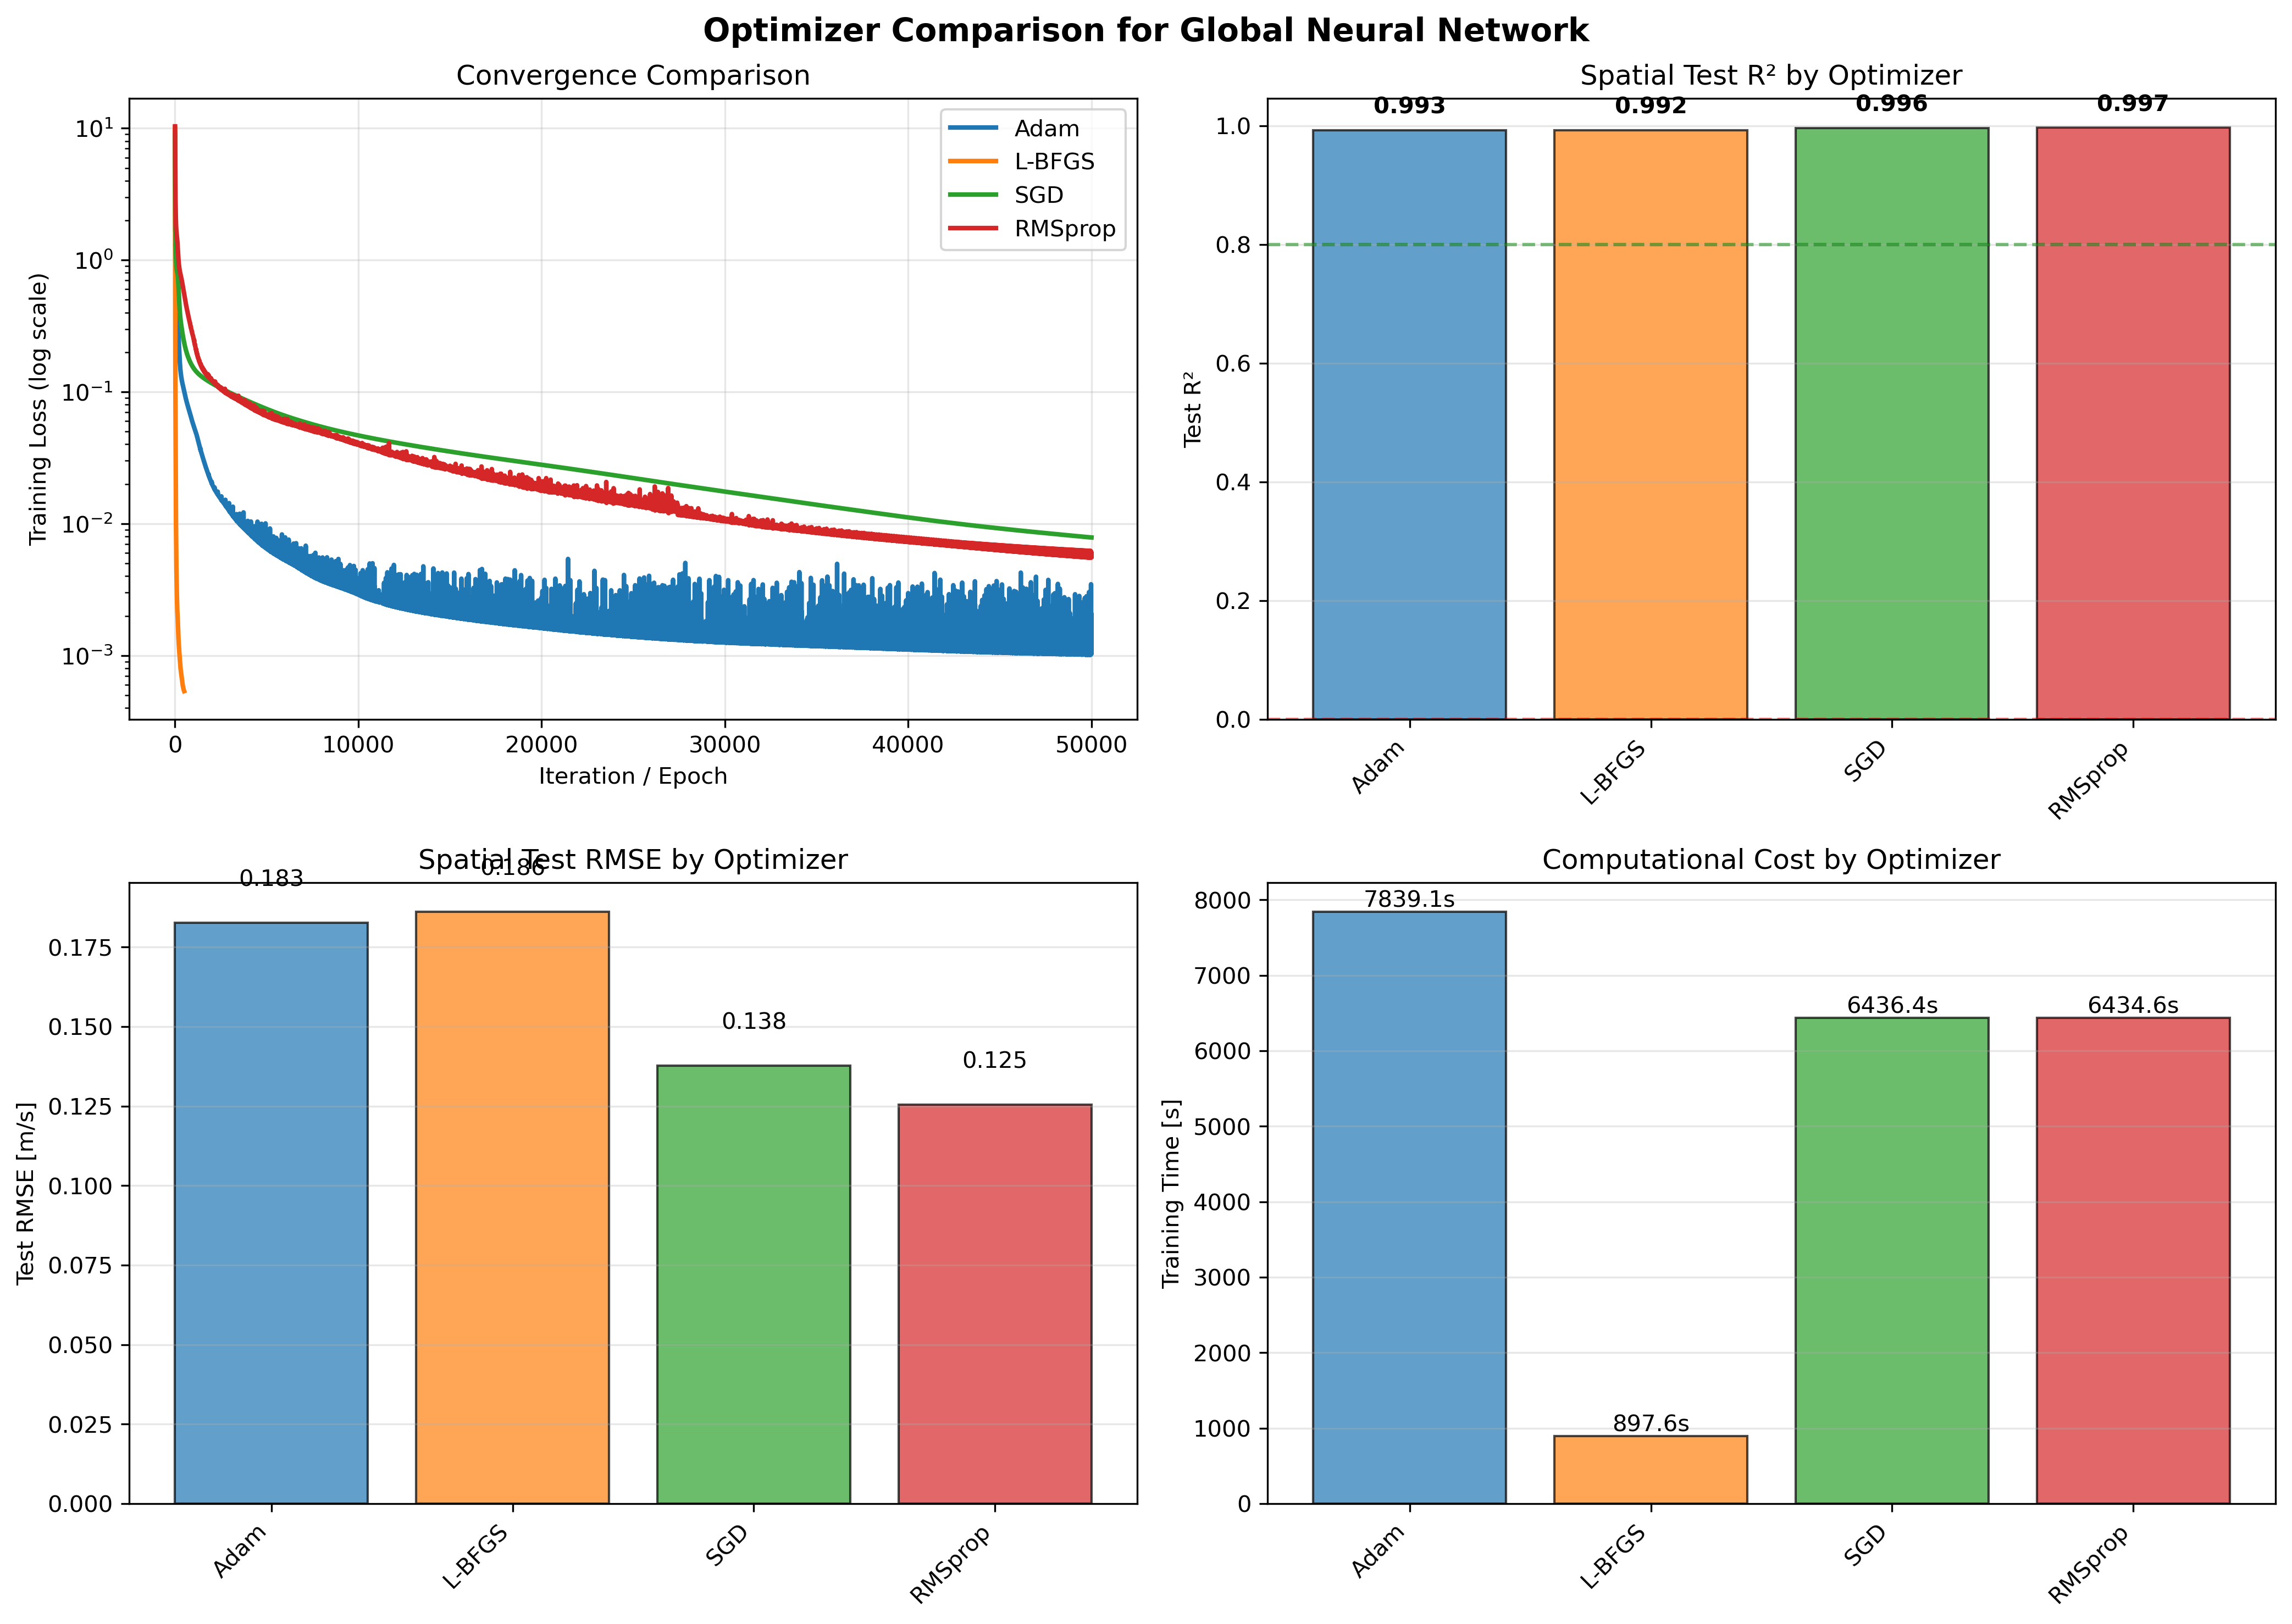 Optimizer Comparison for Global Neural Network
Convergence Comparison
Training Loss (log scale)
10¹
10⁰
10⁻¹
10⁻²
10⁻³
0 10000 20000 30000 40000 50000
Iteration / Epoch
Adam
L-BFGS
SGD
RMSprop
Spatial Test R² by Optimizer
Test R²
1.0
0.8
0.6
0.4
0.2
0.0
0.993 0.992 0.996 0.997
Adam L-BFGS SGD RMSprop
Spatial Test RMSE by Optimizer
Test RMSE [m/s]
0.175
0.150
0.125
0.100
0.075
0.050
0.025
0.000
0.183 0.186 0.138 0.125
Adam L-BFGS SGD RMSprop
Computational Cost by Optimizer
Training Time [s]
8000
7000
6000
5000
4000
3000
2000
1000
0
7839.1s 897.6s 6436.4s 6434.6s
Adam L-BFGS SGD RMSprop